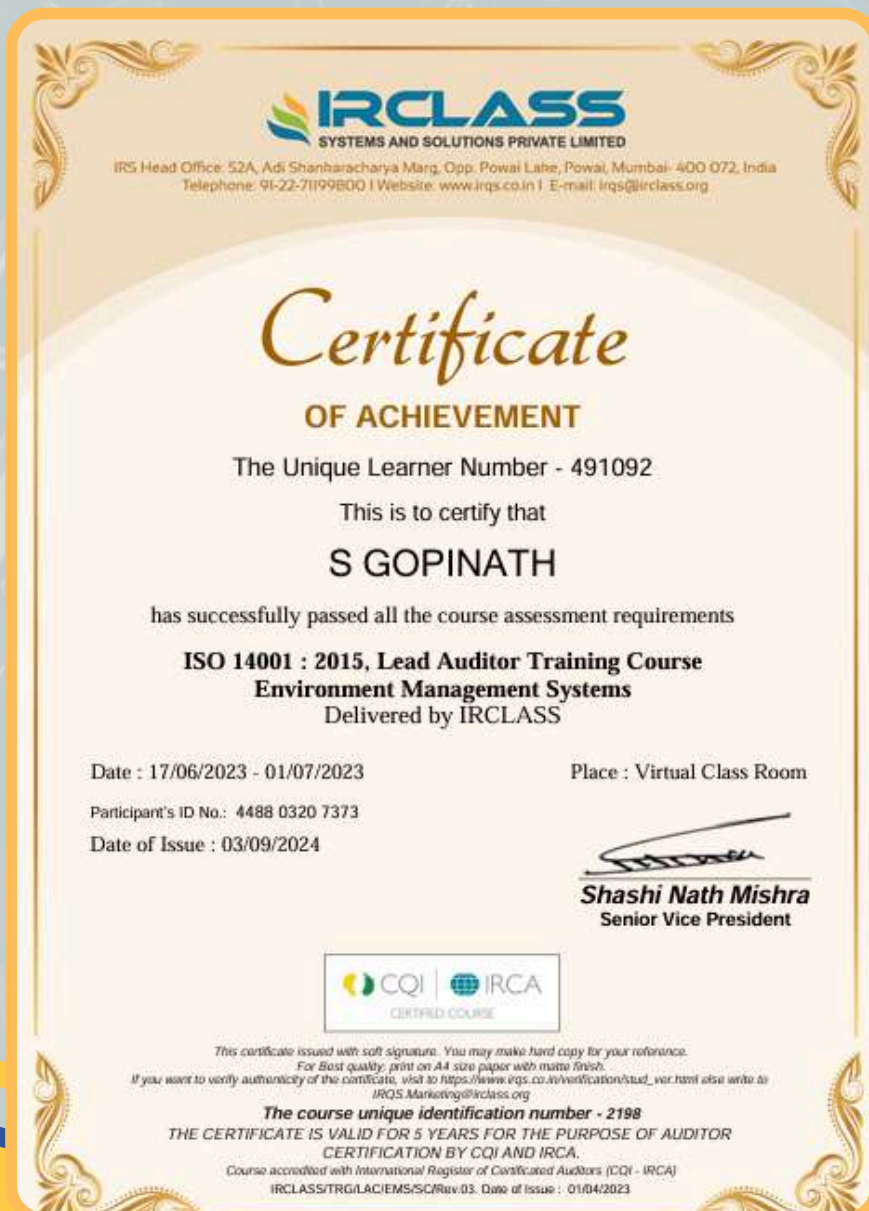 IRCLASS
SYSTEMS AND SOLUTIONS PRIVATE LIMITED
IRS Head Office: 52A, Adi Shanharacharya Marg, Opp. Powai Lahe, Powai, Mumbai- 400 072, India
Telephone: 91-22-71199800 I Website: www.irqs.co.in I E-mail: irqs@irclass.org
Certificate
OF ACHIEVEMENT
The Unique Learner Number - 491092
This is to certify that
S GOPINATH
has successfully passed all the course assessment requirements
ISO 14001 : 2015, Lead Auditor Training Course
Environment Management Systems
Delivered by IRCLASS
Date : 17/06/2023 - 01/07/2023
Place : Virtual Class Room
Participant's ID No.: 4488 0320 7373
Date of Issue : 03/09/2024
Shashi Nath Mishra
Senior Vice President
CQI IRCA
CERTIFIED COURSE
This certificate issued with soft signature. You may make hard copy for your reference.
For Best quality, print on A4 size paper with matte finish.
If you want to verify authenticity of the certificate, visit to https://www.irqs.co.in/verification/stud_ver.html else write to
IRQS.Marketing@irclass.org
The course unique identification number - 2198
THE CERTIFICATE IS VALID FOR 5 YEARS FOR THE PURPOSE OF AUDITOR
CERTIFICATION BY CQI AND IRCA.
Course accredited with International Register of Certificated Auditors (CQI - IRCA)
IRCLASS/TRG/LAC/EMS/SC/Rev.03. Date of Issue : 01/04/2023